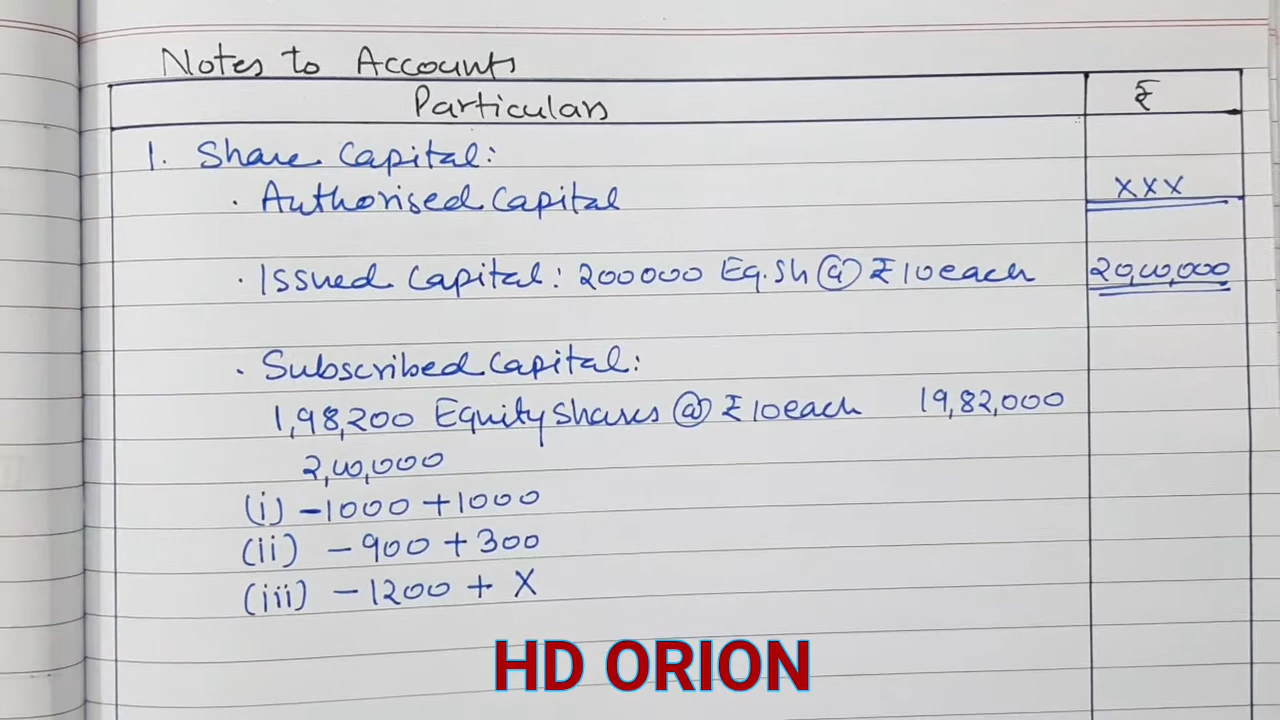 Notes to Accounts
Particulars ₹
1. Share Capital:
· Authorised Capital XXX
· Issued Capital: 200000 Eq.Sh @ ₹10 each 20,00,000
· Subscribed Capital:
1,98,200 Equity Shares @ ₹10 each 19,82,000
2,00,000
(i) -1000 +1000
(ii) -900 +300
(iii) -1200 + X
HD ORION